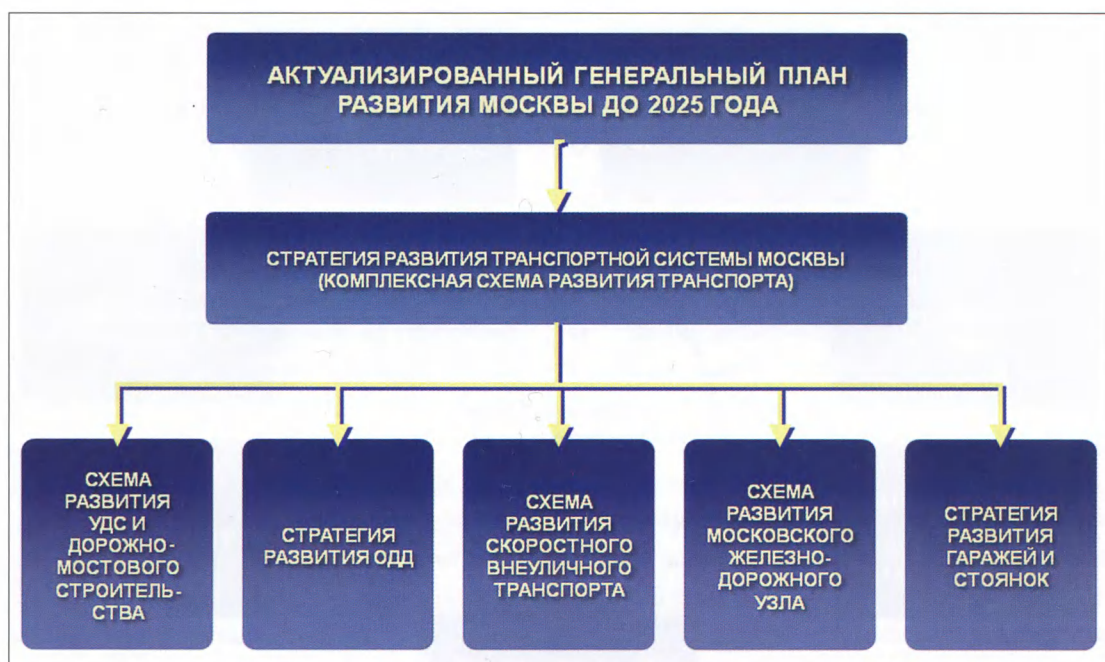 АКТУАЛИЗИРОВАННЫЙ ГЕНЕРАЛЬНЫЙ ПЛАН
РАЗВИТИЯ МОСКВЫ ДО 2025 ГОДА
СТРАТЕГИЯ РАЗВИТИЯ ТРАНСПОРТНОЙ СИСТЕМЫ МОСКВЫ
(КОМПЛЕКСНАЯ СХЕМА РАЗВИТИЯ ТРАНСПОРТА)
СХЕМА
РАЗВИТИЯ
УДС И
ДОРОЖНО-
МОСТОВОГО
СТРОИТЕЛЬ-
СТВА
СТРАТЕГИЯ
РАЗВИТИЯ ОДД
СХЕМА
РАЗВИТИЯ
СКОРОСТНОГО
ВНЕУЛИЧНОГО
ТРАНСПОРТА
СХЕМА
РАЗВИТИЯ
МОСКОВСКОГО
ЖЕЛЕЗНО-
ДОРОЖНОГО
УЗЛА
СТРАТЕГИЯ
РАЗВИТИЯ
ГАРАЖЕЙ И
СТОЯНОК